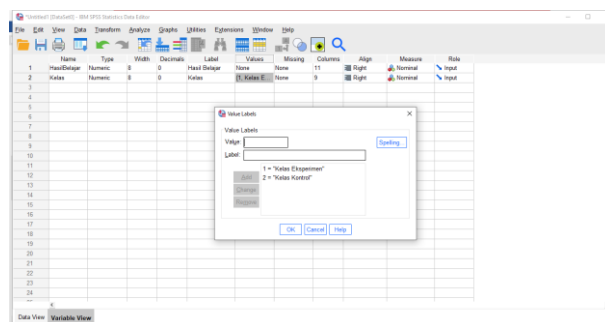 *Untitled1 [DataSet0] - IBM SPSS Statistics Data Editor
File Edit View Data Transform Analyze Graphs Utilities Extensions Window Help
Name Type Width Decimals Label Values Missing Columns Align Measure Role
1 HasilBelajar Numeric 8 0 Hasil Belajar None None 11 Right Nominal Input
2 Kelas Numeric 8 0 Kelas {1, Kelas E... None 9 Right Nominal Input
3
4
5
6
7
8
9
10
11
12
13
14
15
16
17
18
19
20
21
22
23
24
Value Labels
Value Labels
Value:
Spelling...
Label:
1 = "Kelas Eksperimen"
Add
2 = "Kelas Kontrol"
Change
Remove
OK Cancel Help
Data View Variable View